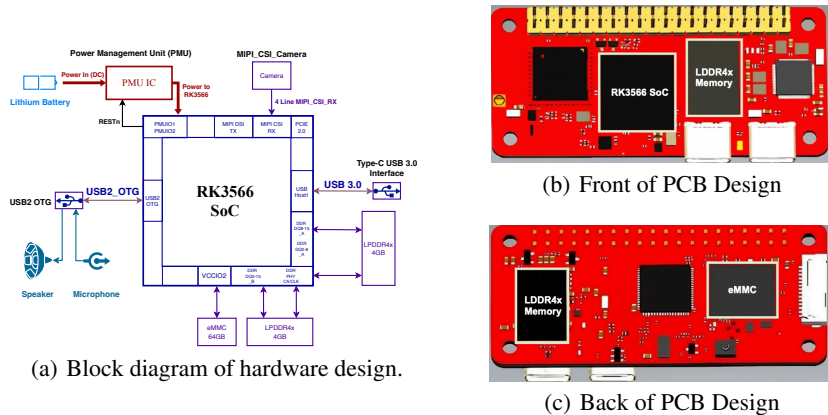 Power Management Unit (PMU)
Power In (DC)
PMU IC
Power to
RK3566
Lithium Battery
RESTn
MIPI_CSI_Camera
Camera
4 Line MIPI_CSI_RX
PMUIO1
PMUIO2
MIPI DSI
TX
MIPI CSI
RX
PCIE
2.0
RK3566
SoC
USB2_OTG
USB2 OTG
USB2
OTG
Speaker
Microphone
USB
Host1
USB 3.0
Type-C USB 3.0
Interface
DDR
DQ8-15
_A
DDR
DQ0-8
_A
LPDDR4x
4GB
VCCIO2
DDR
DQ0-15
_B
DDR
PHY
CA/CLK
eMMC
64GB
LPDDR4x
4GB
(a) Block diagram of hardware design.
RK3566 SoC
LDDR4x
Memory
(b) Front of PCB Design
LDDR4x
Memory
eMMC
(c) Back of PCB Design